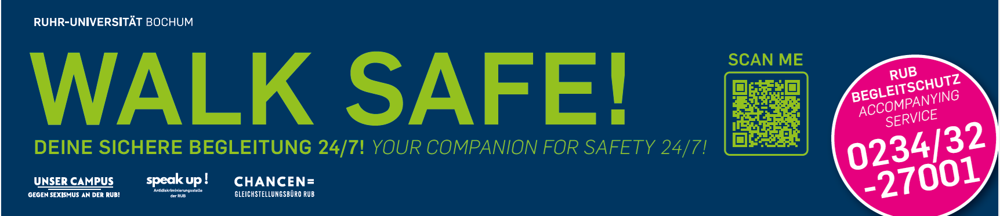 RUHR-UNIVERSITÄT BOCHUM
WALK SAFE!
DEINE SICHERE BEGLEITUNG 24/7! YOUR COMPANION FOR SAFETY 24/7!
UNSER CAMPUS
GEGEN SEXISMUS AN DER RUB!
speak up !
Antidiskriminierungsstelle
der RUB
CHANCEN=
GLEICHSTELLUNGSBÜRO RUB
SCAN ME
RUB
BEGLEITSCHUTZ
ACCOMPANYING
SERVICE
0234/32
-27001